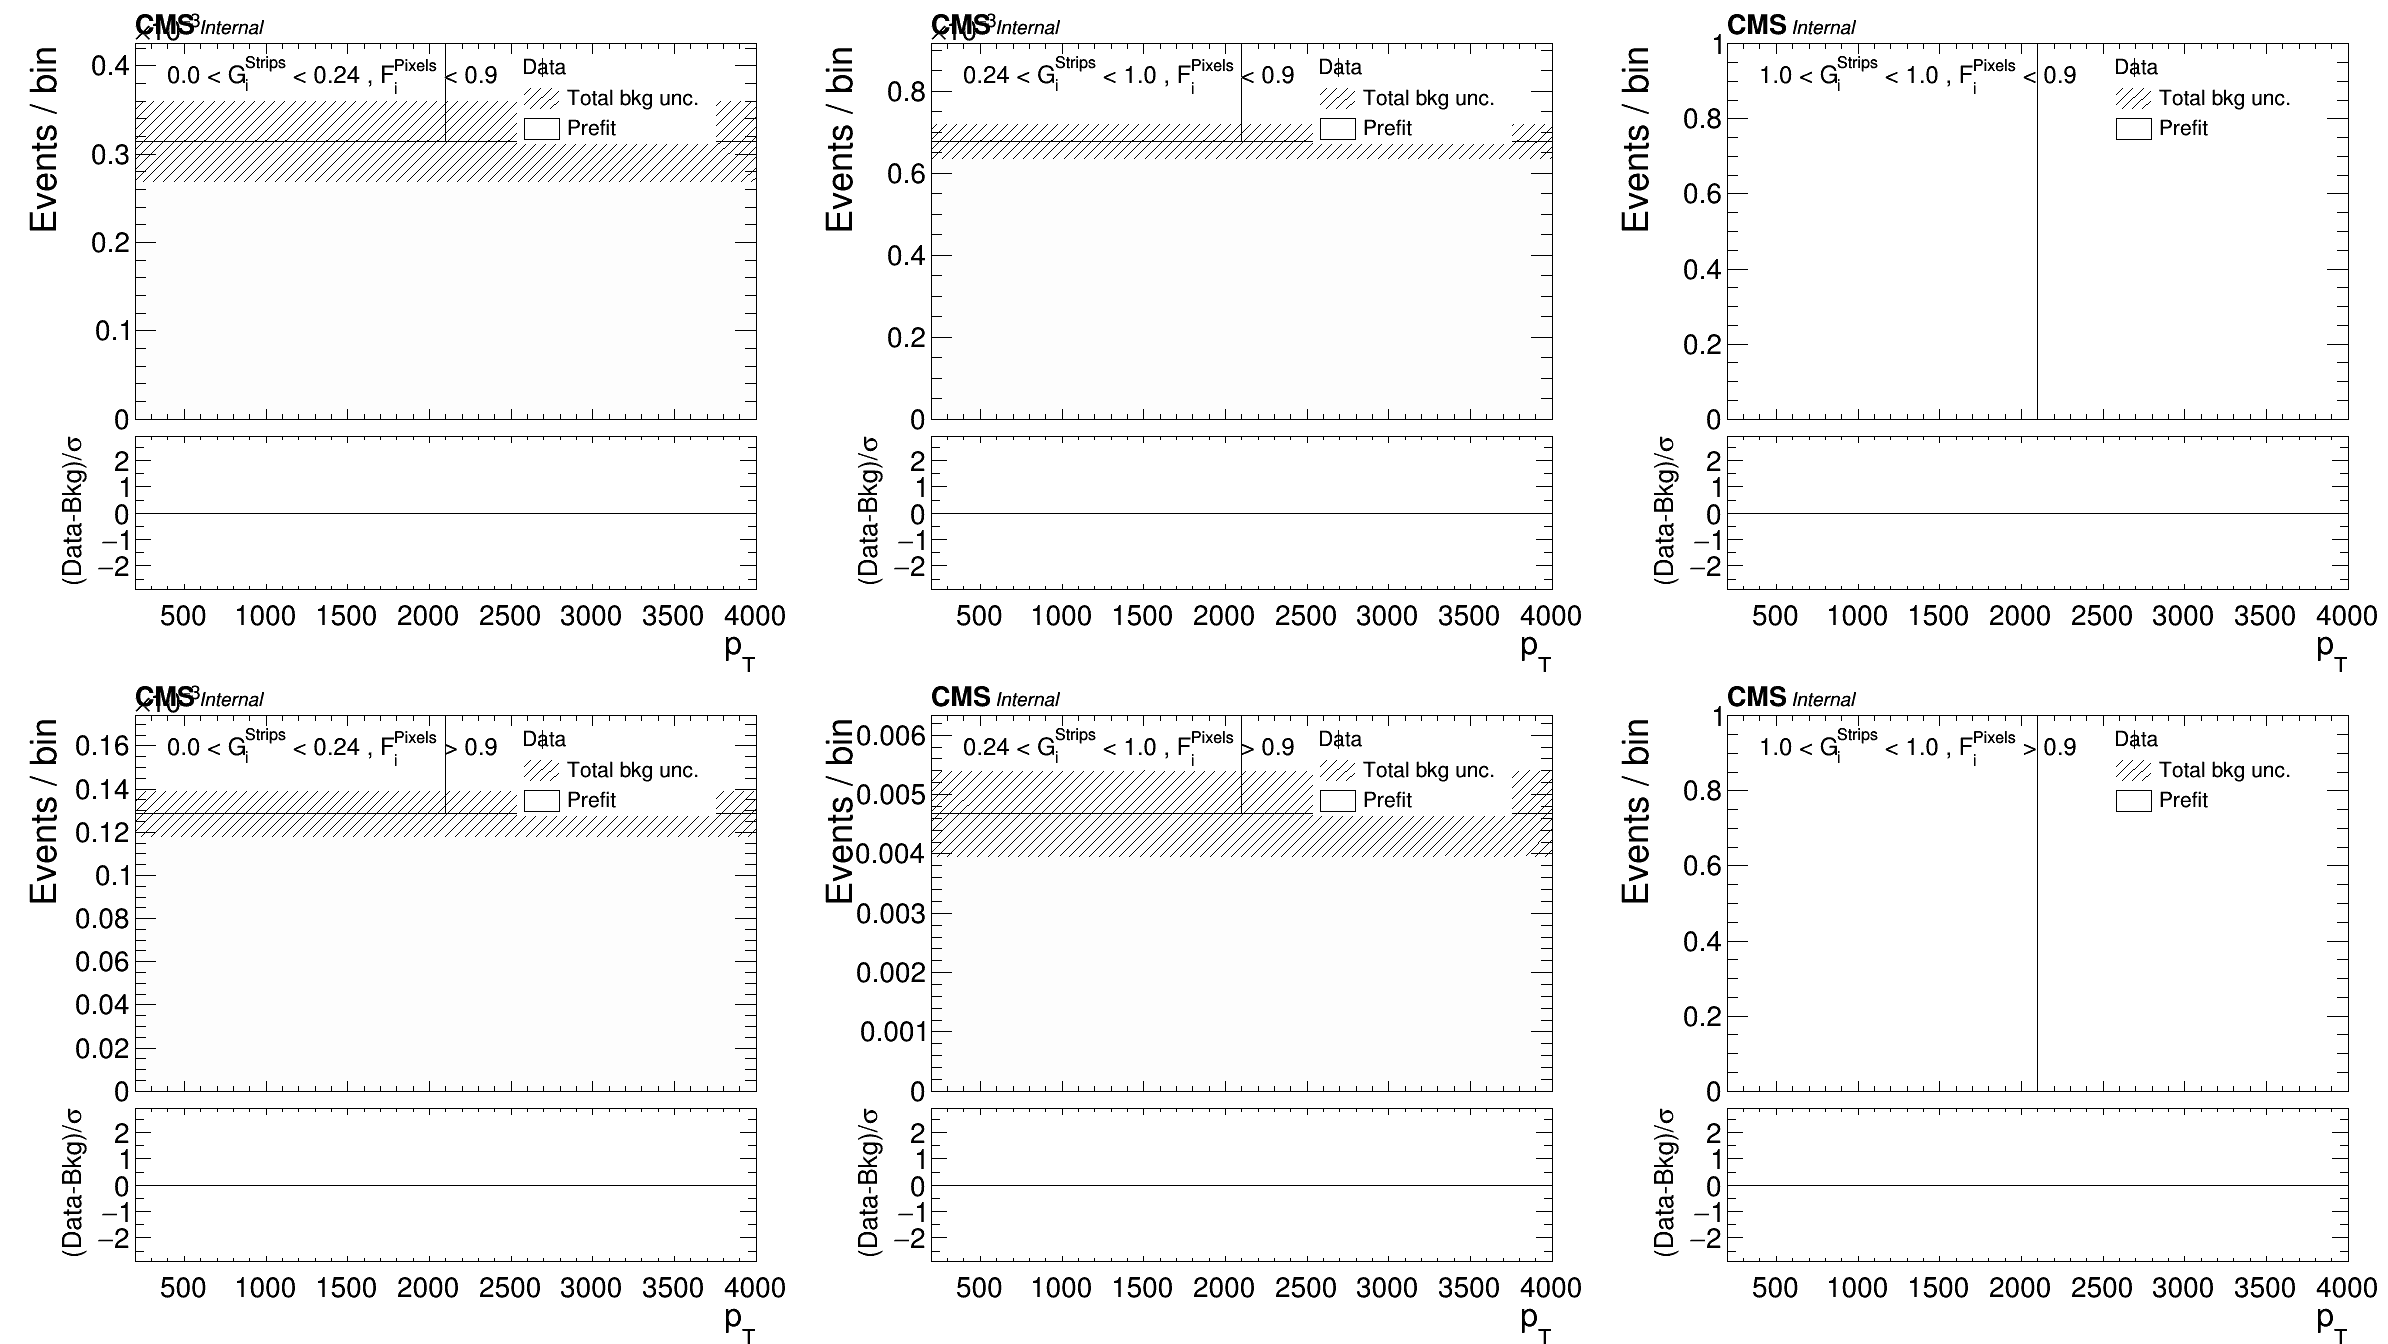 CMS Internal
×10⁻³
Events / bin
0.0 < G_i^Strips < 0.24 , F_i^Pixels < 0.9
Data
Total bkg unc.
Prefit
0.4
0.3
0.2
0.1
0
(Data-Bkg)/σ
2
1
0
−1
−2
500 1000 1500 2000 2500 3000 3500 4000
p_T
CMS Internal
×10⁻³
Events / bin
0.24 < G_i^Strips < 1.0 , F_i^Pixels < 0.9
Data
Total bkg unc.
Prefit
0.8
0.6
0.4
0.2
0
(Data-Bkg)/σ
2
1
0
−1
−2
500 1000 1500 2000 2500 3000 3500 4000
p_T
CMS Internal
Events / bin
1.0 < G_i^Strips < 1.0 , F_i^Pixels < 0.9
Data
Total bkg unc.
Prefit
1
0.8
0.6
0.4
0.2
0
(Data-Bkg)/σ
2
1
0
−1
−2
500 1000 1500 2000 2500 3000 3500 4000
p_T
CMS Internal
×10⁻³
Events / bin
0.0 < G_i^Strips < 0.24 , F_i^Pixels > 0.9
Data
Total bkg unc.
Prefit
0.16
0.14
0.12
0.1
0.08
0.06
0.04
0.02
0
(Data-Bkg)/σ
2
1
0
−1
−2
500 1000 1500 2000 2500 3000 3500 4000
p_T
CMS Internal
Events / bin
0.24 < G_i^Strips < 1.0 , F_i^Pixels > 0.9
Data
Total bkg unc.
Prefit
0.006
0.005
0.004
0.003
0.002
0.001
0
(Data-Bkg)/σ
2
1
0
−1
−2
500 1000 1500 2000 2500 3000 3500 4000
p_T
CMS Internal
Events / bin
1.0 < G_i^Strips < 1.0 , F_i^Pixels > 0.9
Data
Total bkg unc.
Prefit
1
0.8
0.6
0.4
0.2
0
(Data-Bkg)/σ
2
1
0
−1
−2
500 1000 1500 2000 2500 3000 3500 4000
p_T